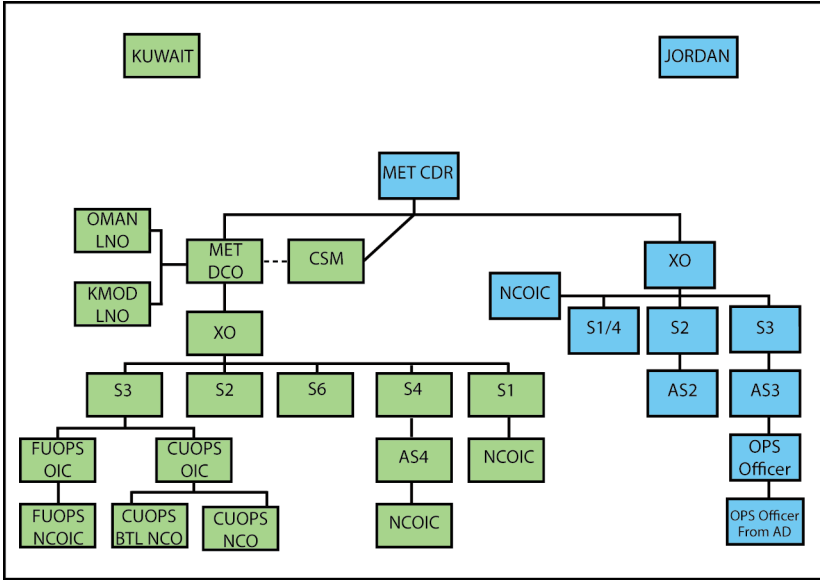 KUWAIT
JORDAN
MET CDR
OMAN
LNO
MET
DCO
CSM
XO
KMOD
LNO
NCOIC
XO
S1/4
S2
S3
S3
S2
S6
S4
S1
AS2
AS3
FUOPS
OIC
CUOPS
OIC
AS4
NCOIC
OPS
Officer
FUOPS
NCOIC
CUOPS
BTL NCO
CUOPS
NCO
NCOIC
OPS Officer
From AD